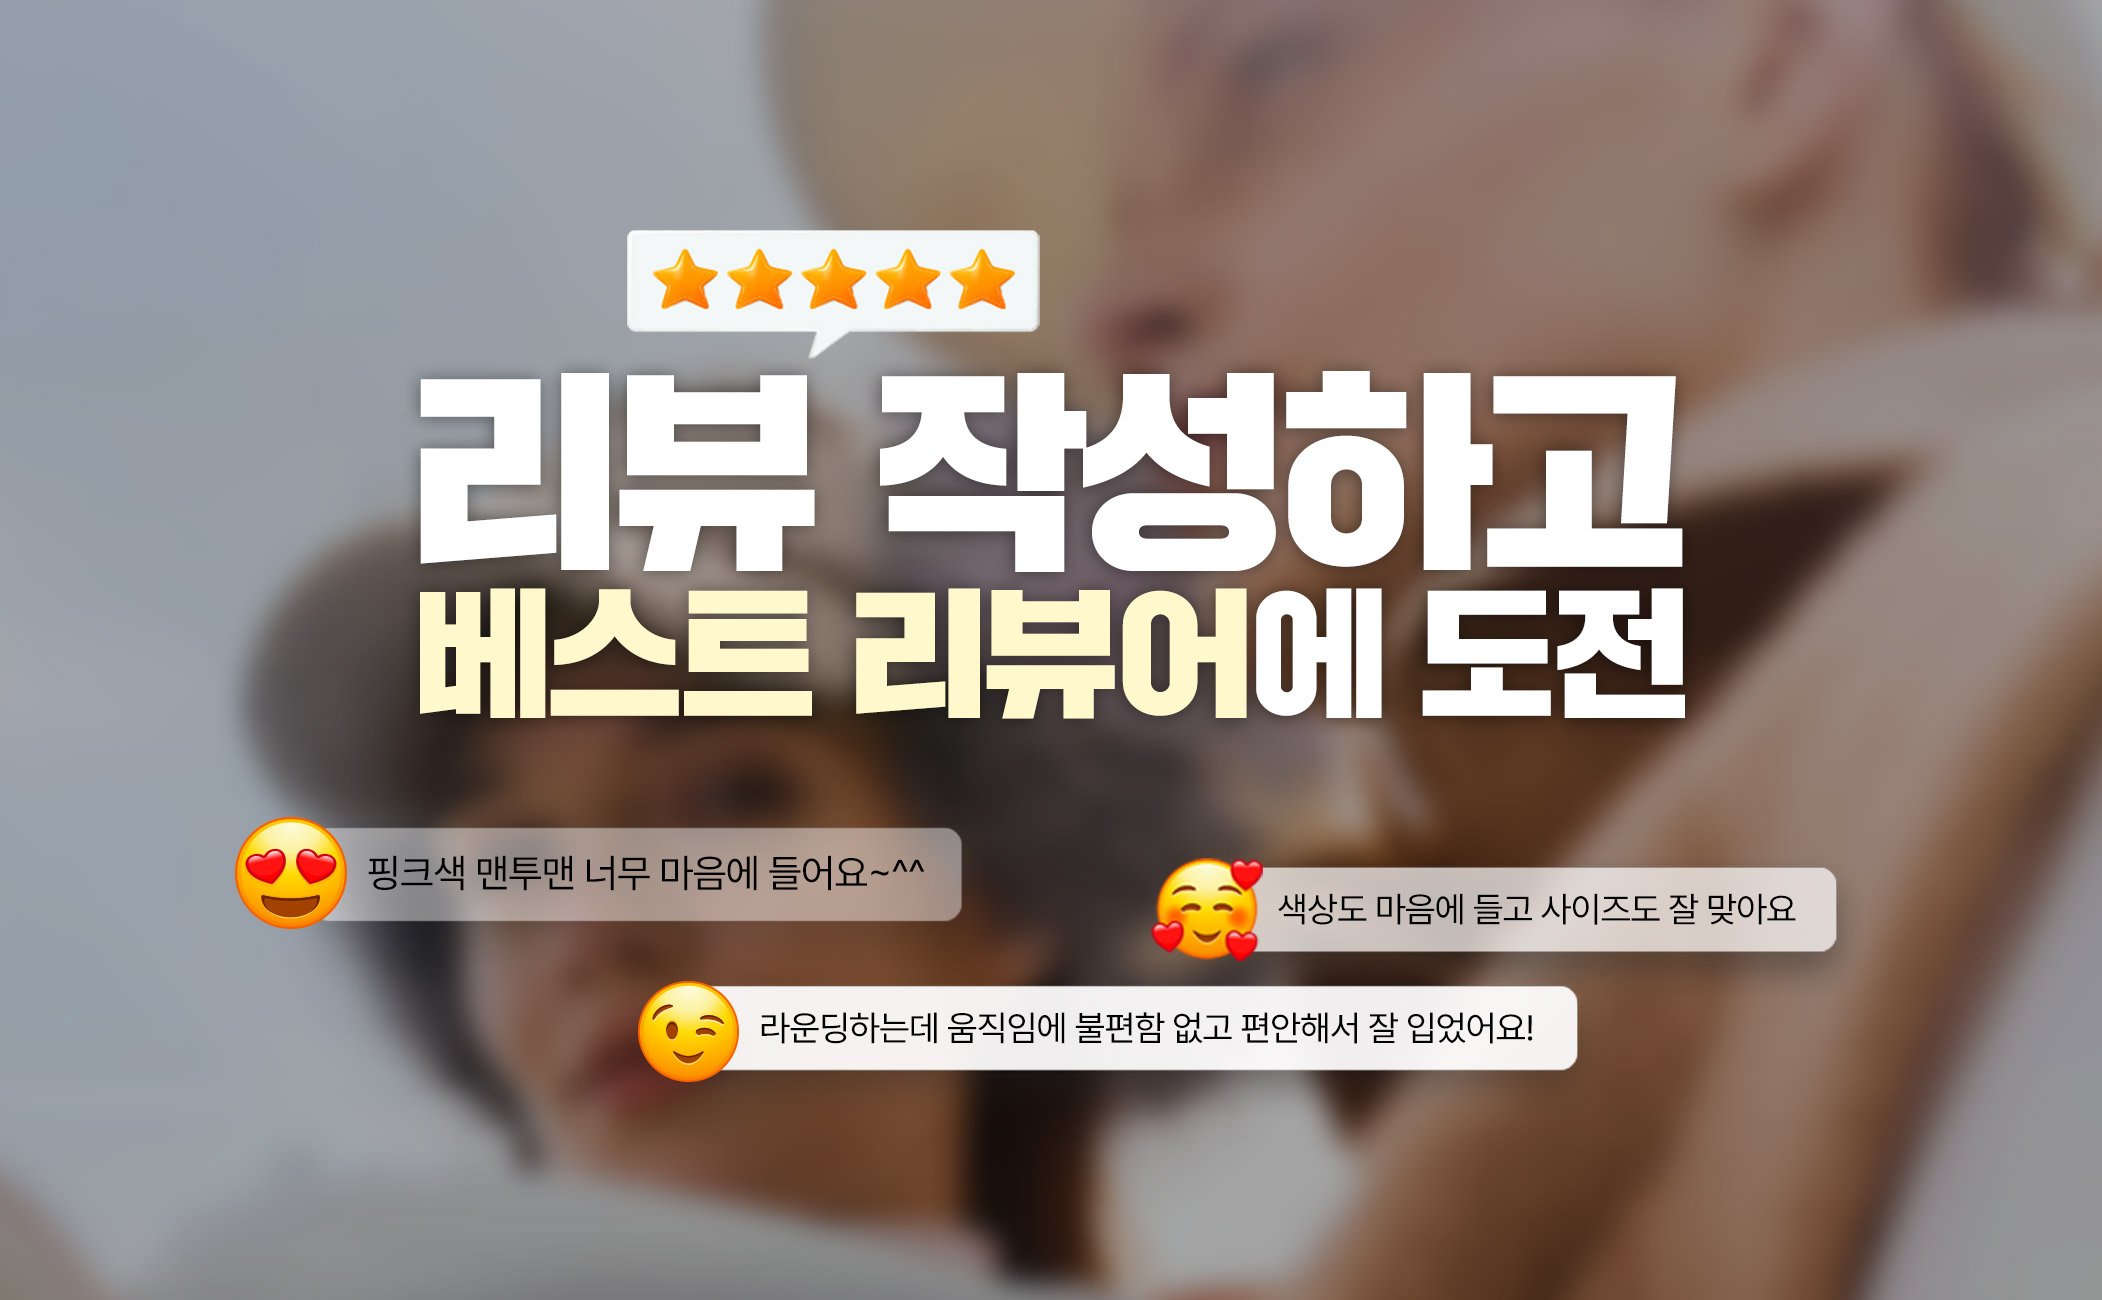 리뷰 작성하고
베스트 리뷰어에 도전
핑크색 맨투맨 너무 마음에 들어요~^^
색상도 마음에 들고 사이즈도 잘 맞아요
라운딩하는데 움직임에 불편함 없고 편안해서 잘 입었어요!